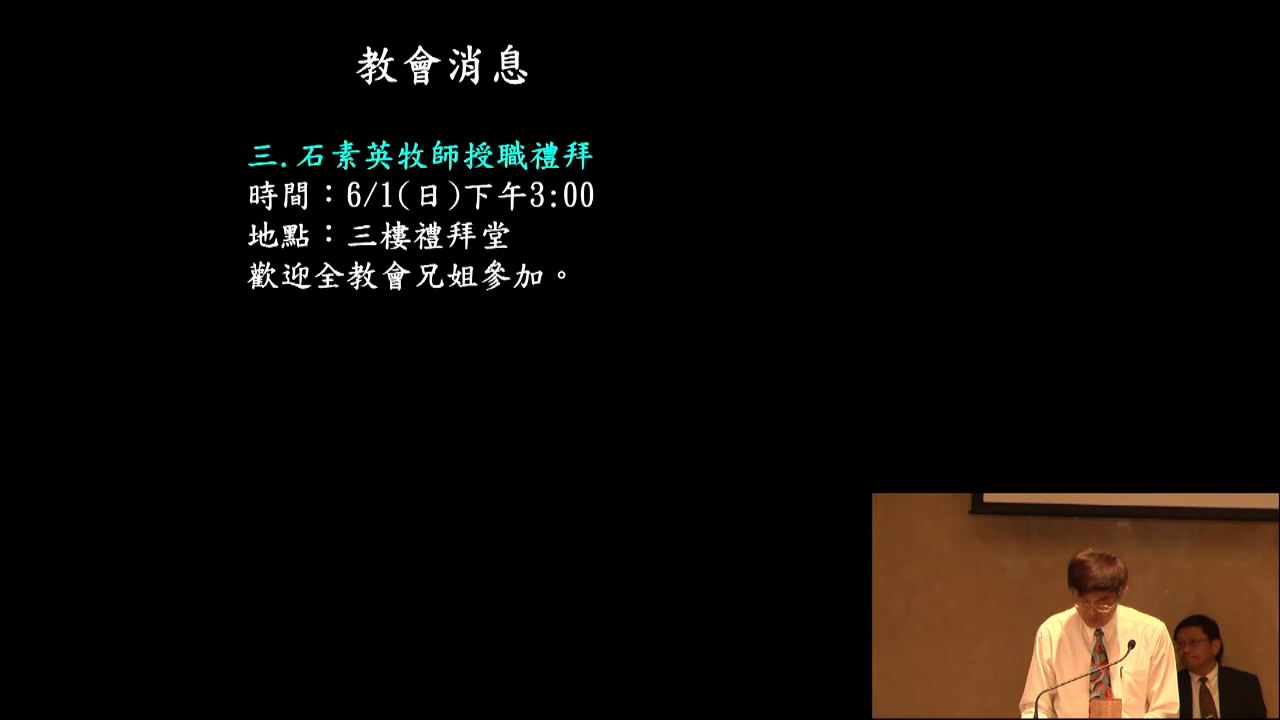 教會消息
三.石素英牧師授職禮拜
時間：6/1(日)下午3:00
地點：三樓禮拜堂
歡迎全教會兄姐參加。